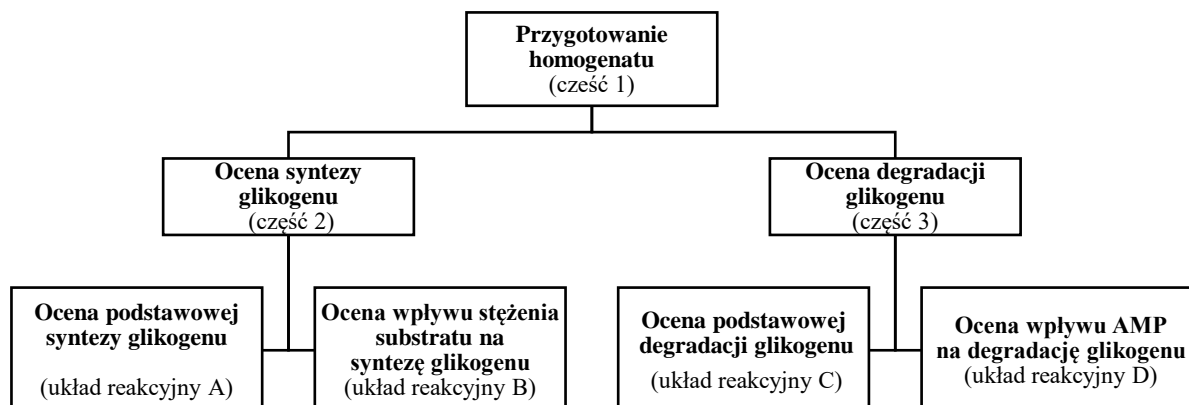 Przygotowanie
homogenatu
(cześć 1)
Ocena syntezy
glikogenu
(część 2)
Ocena degradacji
glikogenu
(część 3)
Ocena podstawowej
syntezy glikogenu
(układ reakcyjny A)
Ocena wpływu stężenia
substratu na
syntezę glikogenu
(układ reakcyjny B)
Ocena podstawowej
degradacji glikogenu
(układ reakcyjny C)
Ocena wpływu AMP
na degradację glikogenu
(układ reakcyjny D)